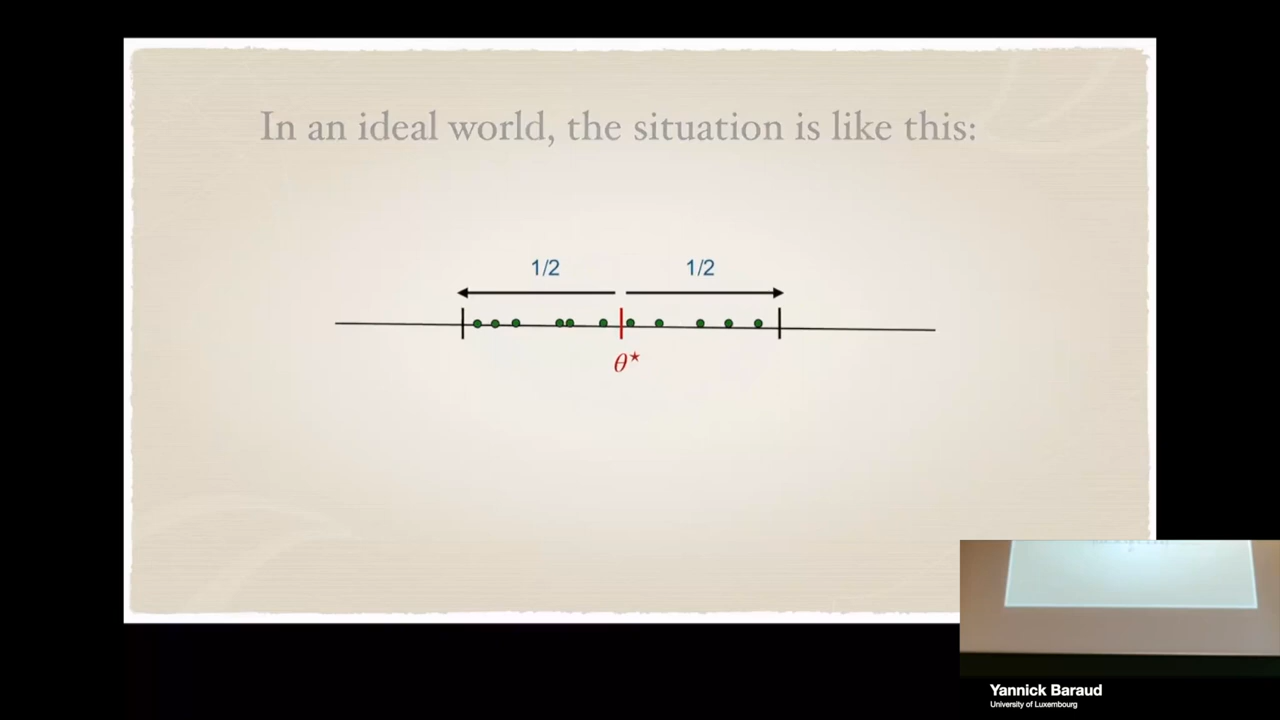 In an ideal world, the situation is like this:
1/2 1/2
θ*
Yannick Baraud
University of Luxembourg